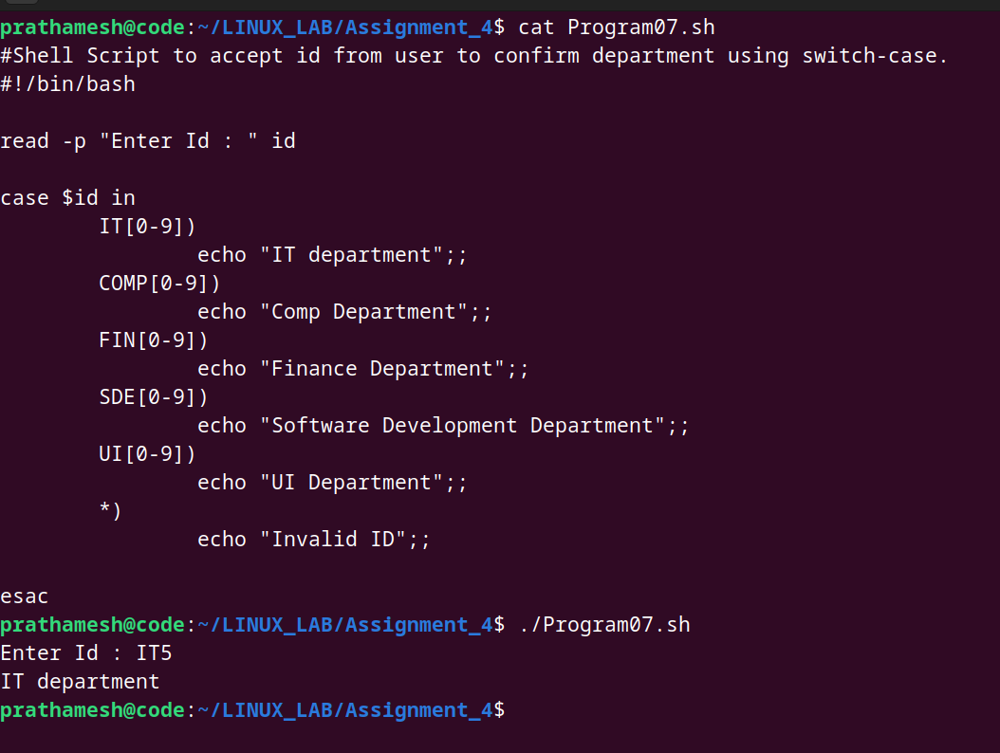 prathamesh@code:~/LINUX_LAB/Assignment_4$ cat Program07.sh
#Shell Script to accept id from user to confirm department using switch-case.
#!/bin/bash

read -p "Enter Id : " id

case $id in
        IT[0-9])
                echo "IT department";;
        COMP[0-9])
                echo "Comp Department";;
        FIN[0-9])
                echo "Finance Department";;
        SDE[0-9])
                echo "Software Development Department";;
        UI[0-9])
                echo "UI Department";;
        *)
                echo "Invalid ID";;

esac
prathamesh@code:~/LINUX_LAB/Assignment_4$ ./Program07.sh
Enter Id : IT5
IT department
prathamesh@code:~/LINUX_LAB/Assignment_4$